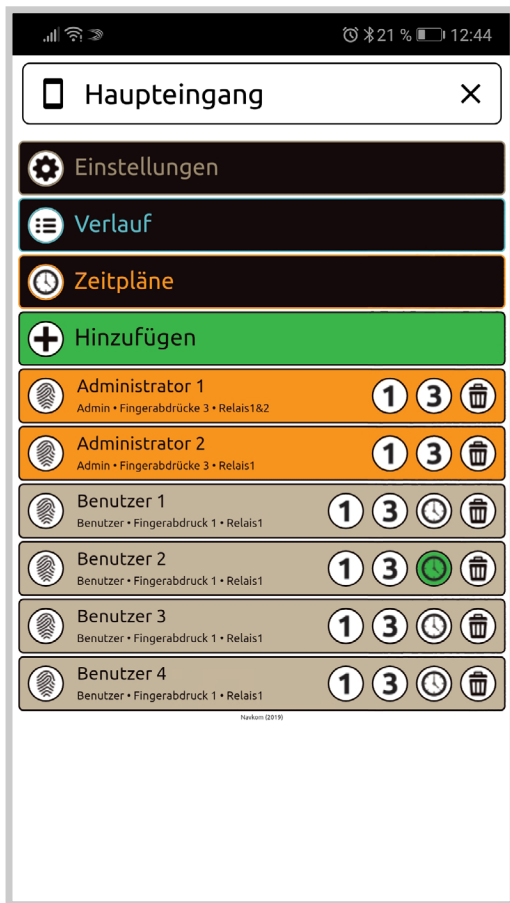 21 % 12:44
Haupteingang
Einstellungen
Verlauf
Zeitpläne
Hinzufügen
Administrator 1
Admin • Fingerabdrücke 3 • Relais1&2
1 3
Administrator 2
Admin • Fingerabdrücke 3 • Relais1
1 3
Benutzer 1
Benutzer • Fingerabdruck 1 • Relais1
1 3
Benutzer 2
Benutzer • Fingerabdruck 1 • Relais1
1 3
Benutzer 3
Benutzer • Fingerabdruck 1 • Relais1
1 3
Benutzer 4
Benutzer • Fingerabdruck 1 • Relais1
1 3
Navkom (2019)